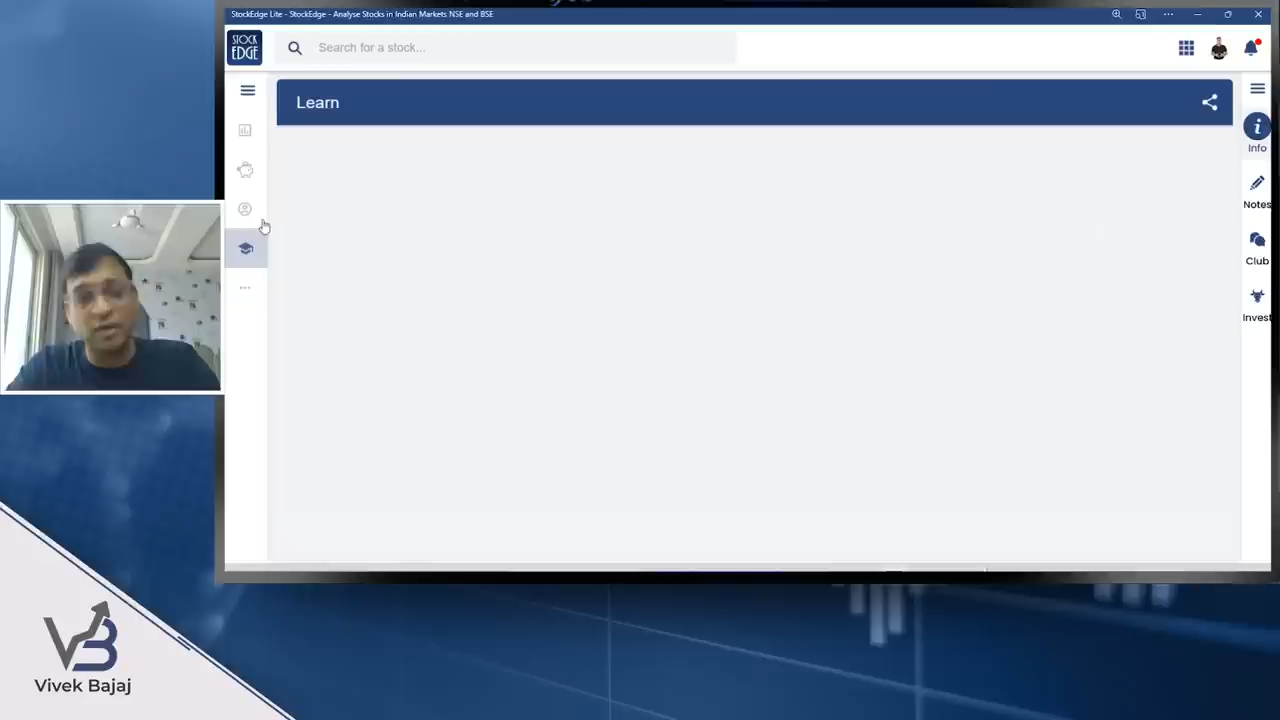 StockEdge Lite - StockEdge - Analyse Stocks in Indian Markets NSE and BSE
STOCK
EDGE
Search for a stock...
Learn
Info
Notes
Club
Invest
VB
Vivek Bajaj